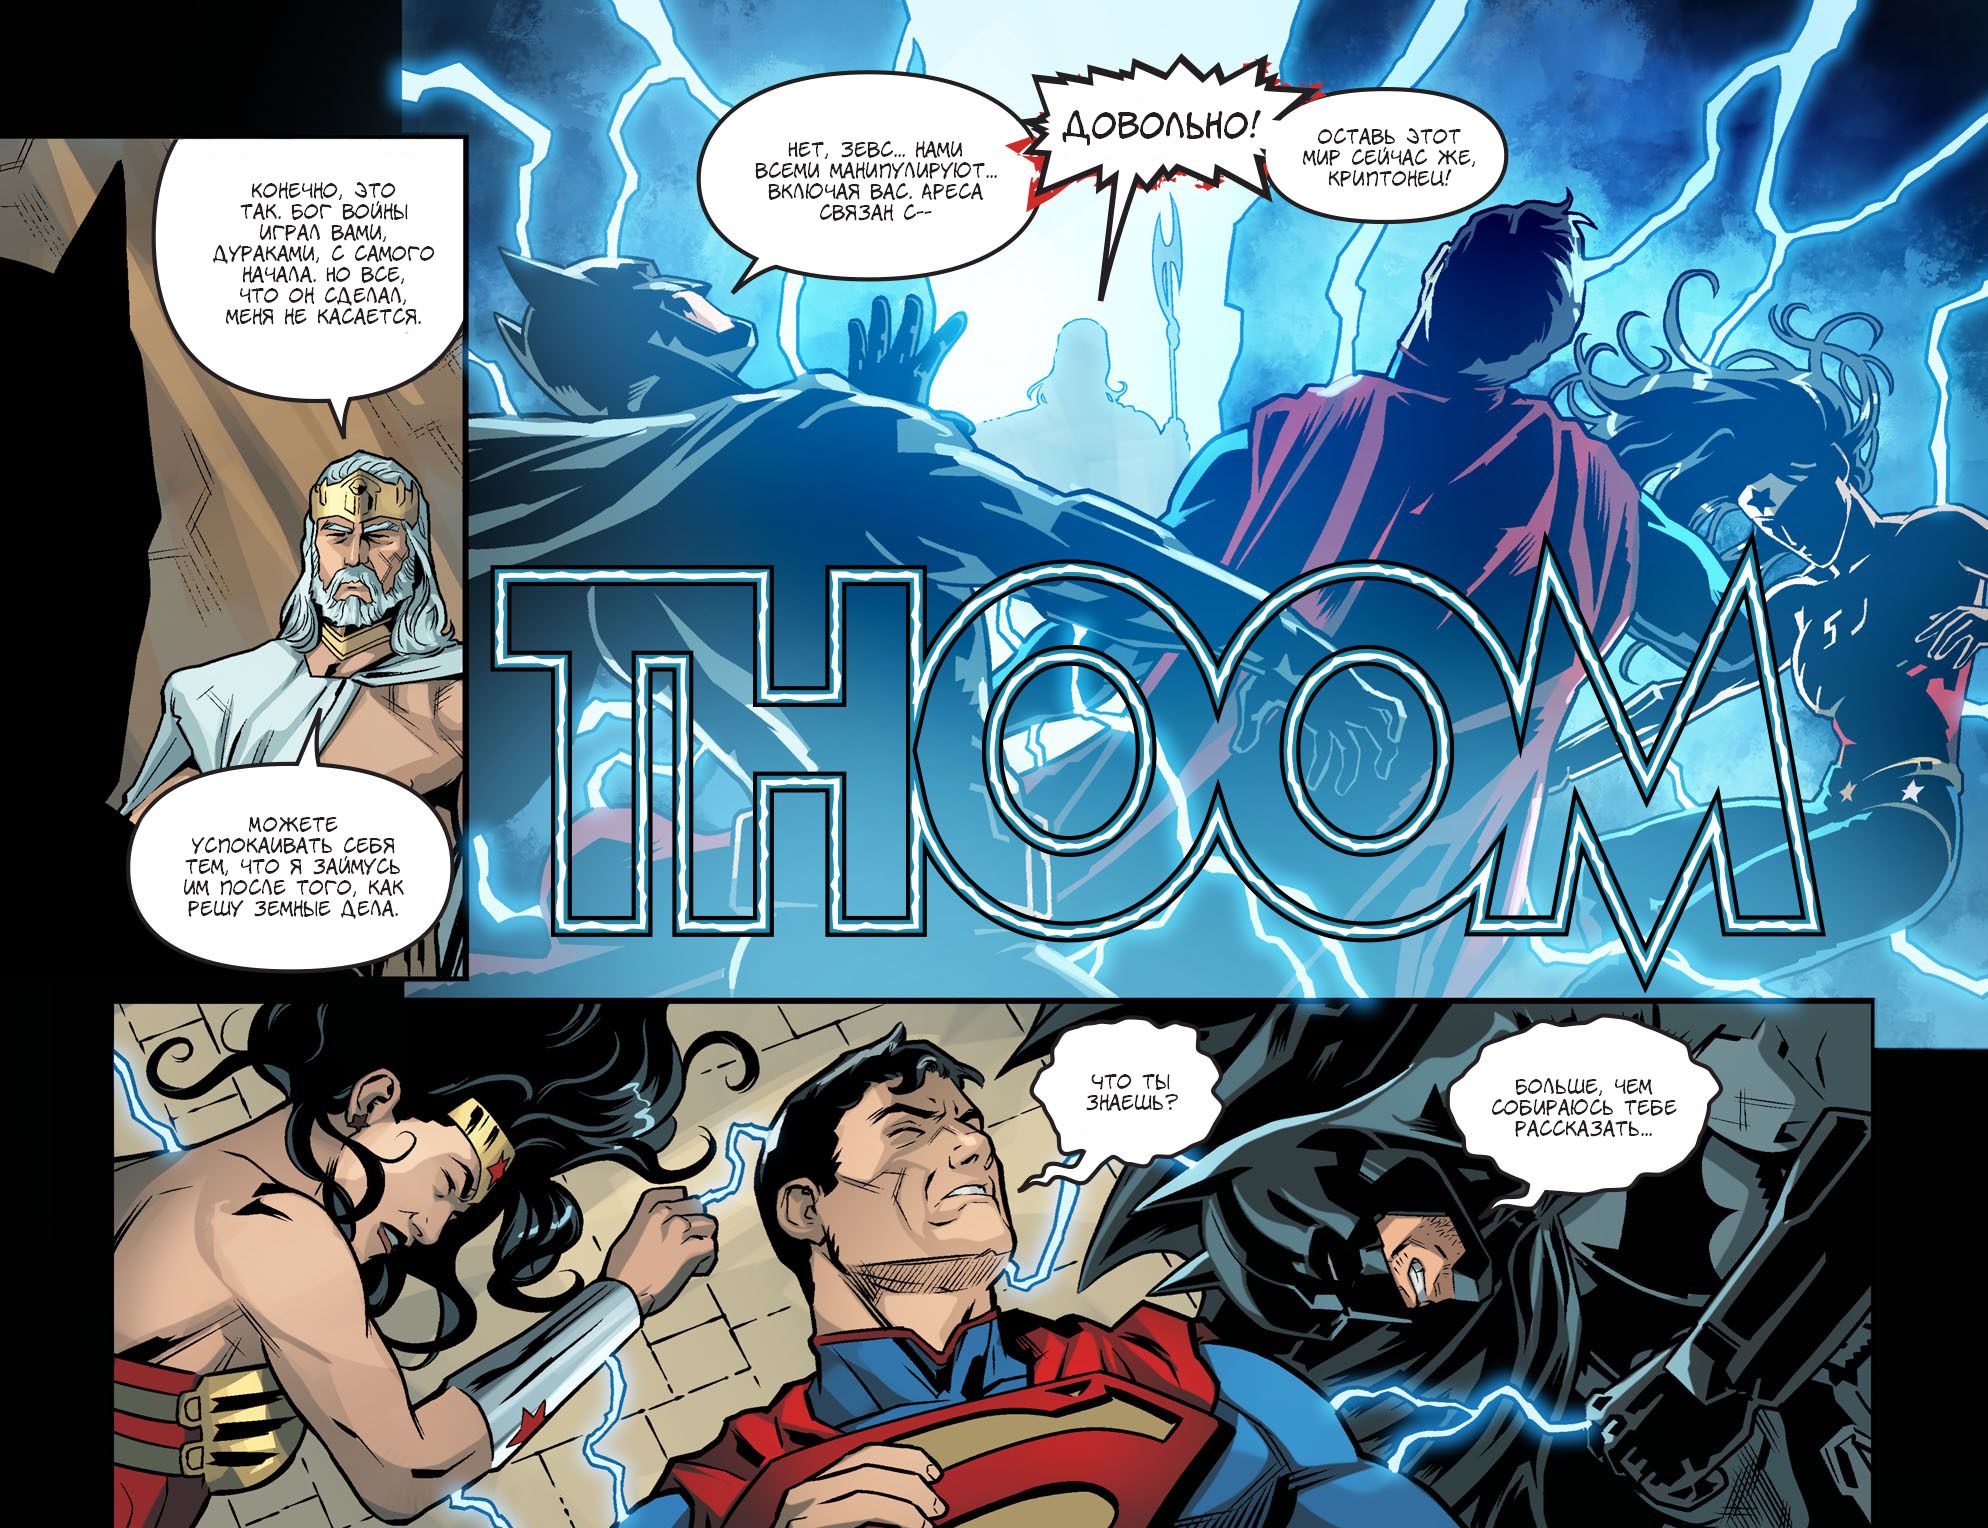 КОНЕЧНО, ЭТО
ТАК. БОГ ВОЙНЫ
ИГРАЛ ВАМИ,
ДУРАКАМИ, С САМОГО
НАЧАЛА. НО ВСЕ,
ЧТО ОН СДЕЛАЛ,
МЕНЯ НЕ КАСАЕТСЯ.
МОЖЕТЕ
УСПОКАИВАТЬ СЕБЯ
ТЕМ, ЧТО Я ЗАЙМУСЬ
ИМ ПОСЛЕ ТОГО, КАК
РЕШУ ЗЕМНЫЕ ДЕЛА.
НЕТ, ЗЕВС... НАМИ
ВСЕМИ МАНИПУЛИРУЮТ...
ВКЛЮЧАЯ ВАС. АРЕСА
СВЯЗАН С--
ДОВОЛЬНО!
ОСТАВЬ ЭТОТ
МИР СЕЙЧАС ЖЕ,
КРИПТОНЕЦ!
THOOM
ЧТО ТЫ
ЗНАЕШЬ?
БОЛЬШЕ, ЧЕМ
СОБИРАЮСЬ ТЕБЕ
РАССКАЗАТЬ...